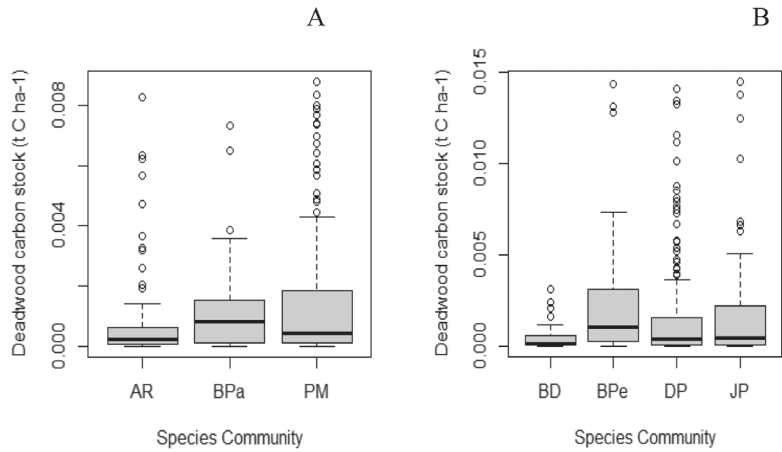 A
Deadwood carbon stock (t C ha-1)
0.008
0.004
0.000
AR BPa PM
Species Community
B
Deadwood carbon stock (t C ha-1)
0.015
0.010
0.005
0.000
BD BPe DP JP
Species Community